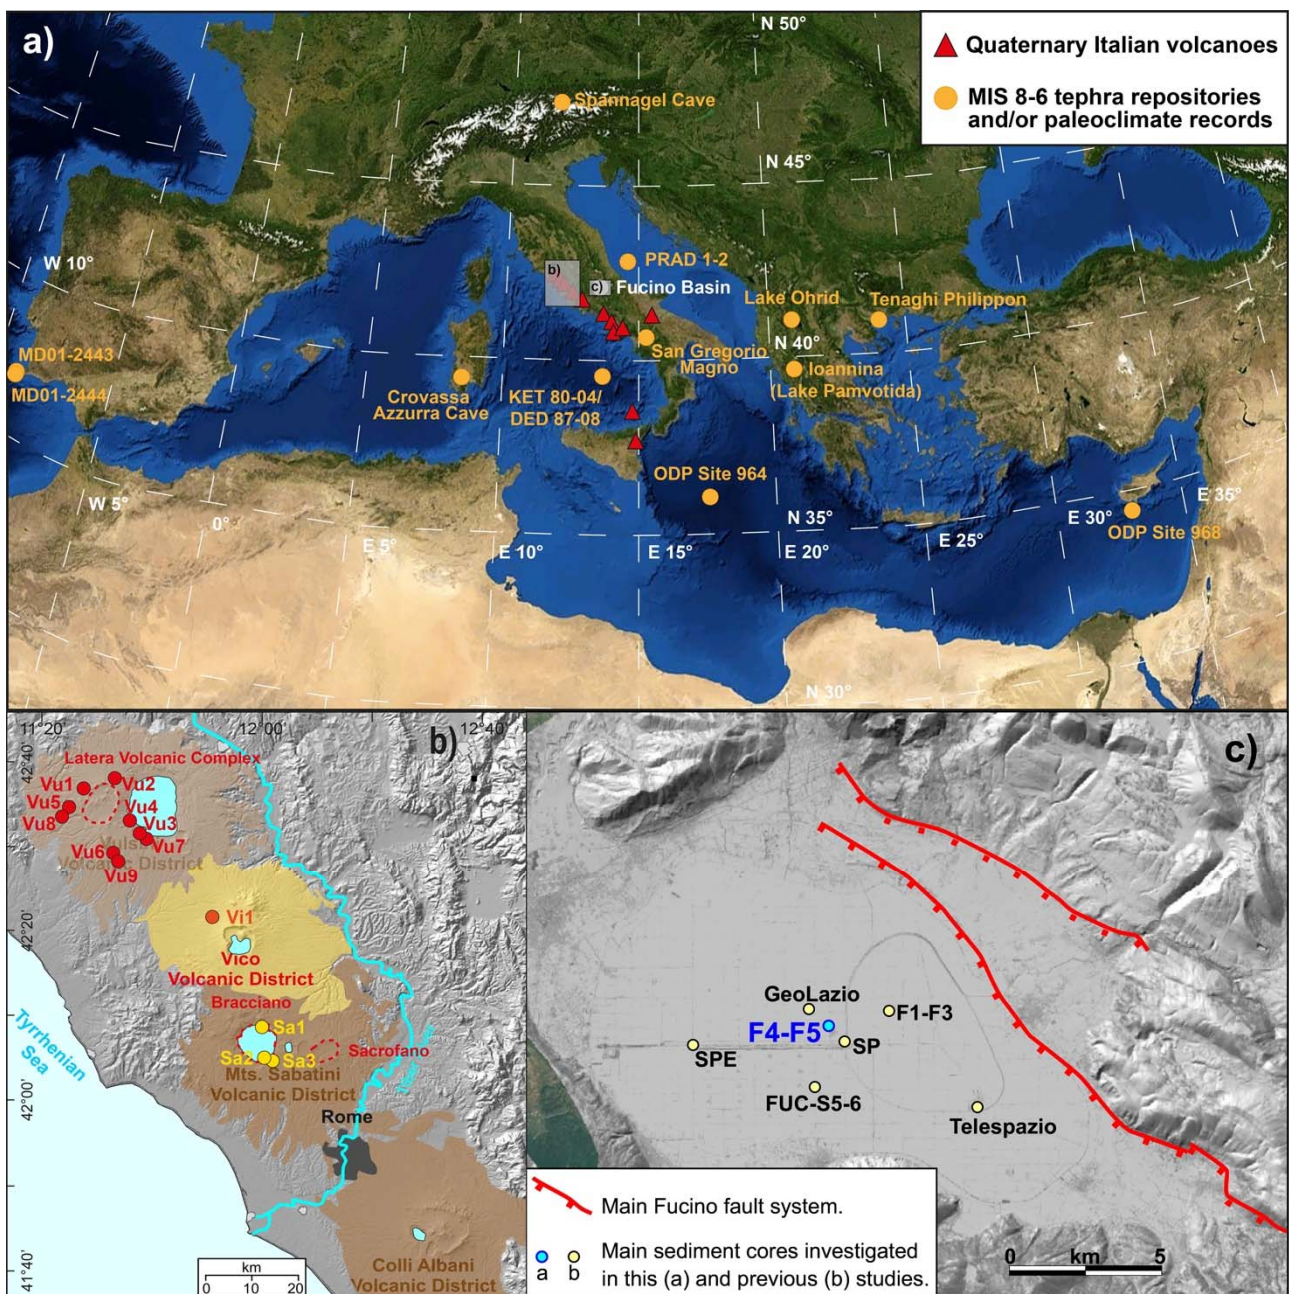 a)
N 50°
Quaternary Italian volcanoes
MIS 8-6 tephra repositories
and/or paleoclimate records
Spannagel Cave
N 45°
W 10°
b)
c)
PRAD 1-2
Fucino Basin
Lake Ohrid
Tenaghi Philippon
MD01-2443
MD01-2444
N 40°
San Gregorio
Magno
Ioannina
(Lake Pamvotida)
Crovassa
Azzurra Cave
KET 80-04/
DED 87-08
ODP Site 964
W 5°
0°
E 5°
E 10°
E 15°
N 35°
E 20°
E 25°
E 30°
E 35°
ODP Site 968
N 30°
11°20
12°00
12°40
b)
42°40
Latera Volcanic Complex
Vu1
Vu2
Vu5
Vu4
Vu8
Vu3
Vu7
Vu6
Volcanic District
Vu9
42°20
Vi1
Vico
Volcanic District
Bracciano
Sa1
Tyrrhenian
Sea
Sa2
Sa3
Sacrofano
Mts. Sabatini
Volcanic District
42°00
Rome
Colli Albani
Volcanic District
41°40
km
0 10 20
c)
GeoLazio
F1-F3
F4-F5
SPE
SP
FUC-S5-6
Telespazio
Main Fucino fault system.
Main sediment cores investigated
a b
in this (a) and previous (b) studies.
0 km 5